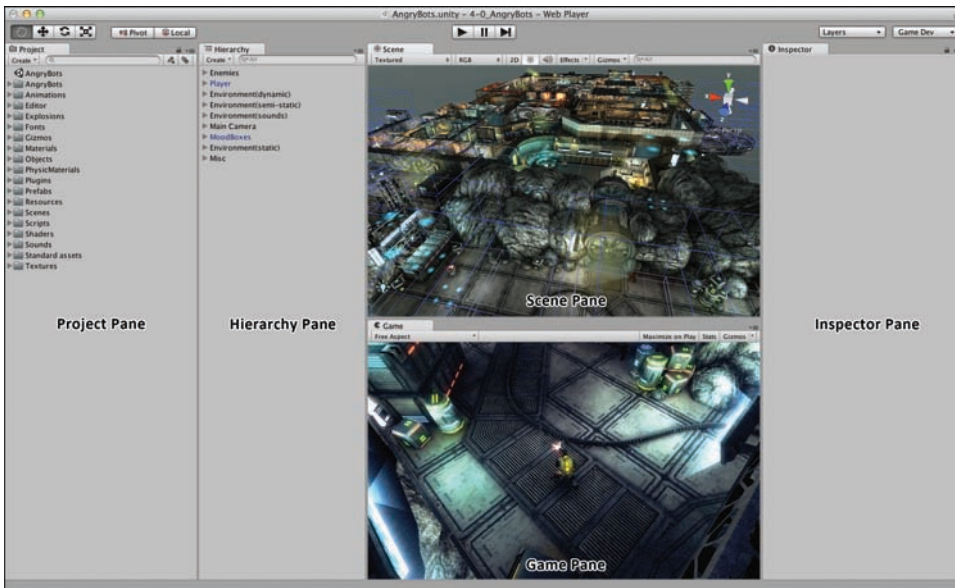 AngryBots.unity - 4-0_AngryBots - Web Player
Pivot Local Layers Game Dev
Project
Create
AngryBots
AngryBots
Animations
Editor
Explosions
Fonts
Gizmos
Materials
Objects
PhysicMaterials
Plugins
Prefabs
Resources
Scenes
Scripts
Shaders
Sounds
Standard assets
Textures
Project Pane
Hierarchy
Create All
Enemies
Player
Environment(dynamic)
Environment(semi-static)
Environment(sounds)
Main Camera
MoodBoxes
Environment(static)
Misc
Hierarchy Pane
Scene
Textured RGB 2D Effects Gizmos All
y
x
z
Persp
Scene Pane
Game
Free Aspect Maximize on Play Stats Gizmos
Game Pane
Inspector
Inspector Pane